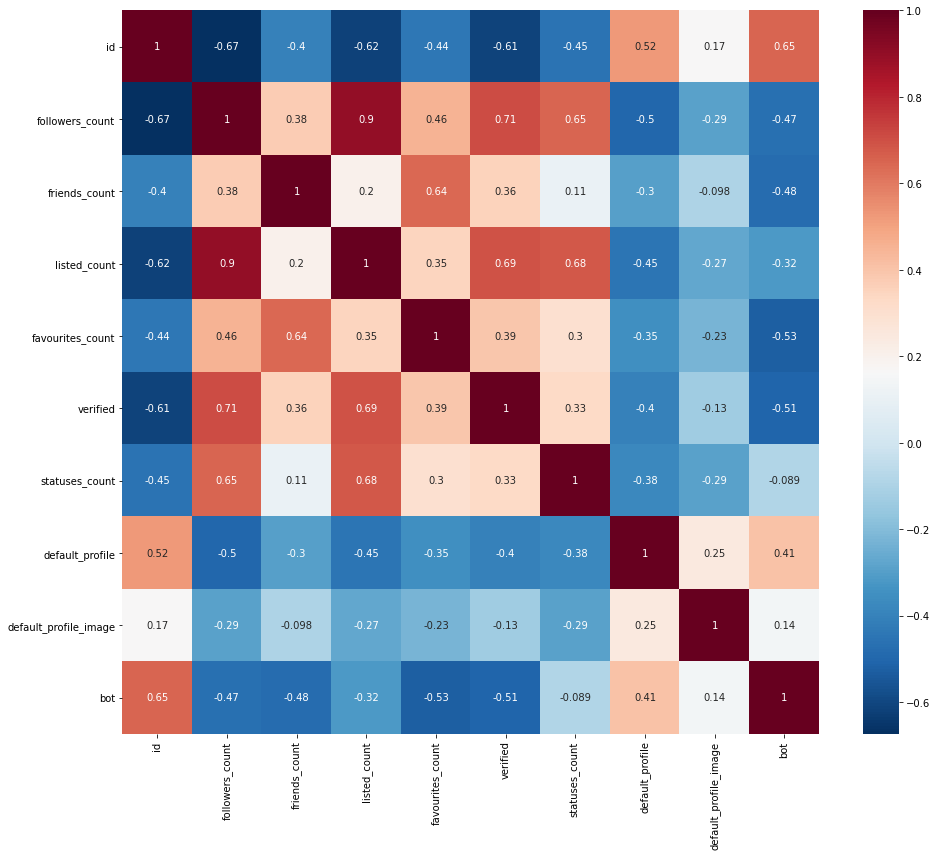 id 1 -0.67 -0.4 -0.62 -0.44 -0.61 -0.45 0.52 0.17 0.65
followers_count -0.67 1 0.38 0.9 0.46 0.71 0.65 -0.5 -0.29 -0.47
friends_count -0.4 0.38 1 0.2 0.64 0.36 0.11 -0.3 -0.098 -0.48
listed_count -0.62 0.9 0.2 1 0.35 0.69 0.68 -0.45 -0.27 -0.32
favourites_count -0.44 0.46 0.64 0.35 1 0.39 0.3 -0.35 -0.23 -0.53
verified -0.61 0.71 0.36 0.69 0.39 1 0.33 -0.4 -0.13 -0.51
statuses_count -0.45 0.65 0.11 0.68 0.3 0.33 1 -0.38 -0.29 -0.089
default_profile 0.52 -0.5 -0.3 -0.45 -0.35 -0.4 -0.38 1 0.25 0.41
default_profile_image 0.17 -0.29 -0.098 -0.27 -0.23 -0.13 -0.29 0.25 1 0.14
bot 0.65 -0.47 -0.48 -0.32 -0.53 -0.51 -0.089 0.41 0.14 1
id
followers_count
friends_count
listed_count
favourites_count
verified
statuses_count
default_profile
default_profile_image
bot
1.0
0.8
0.6
0.4
0.2
0.0
−0.2
−0.4
−0.6